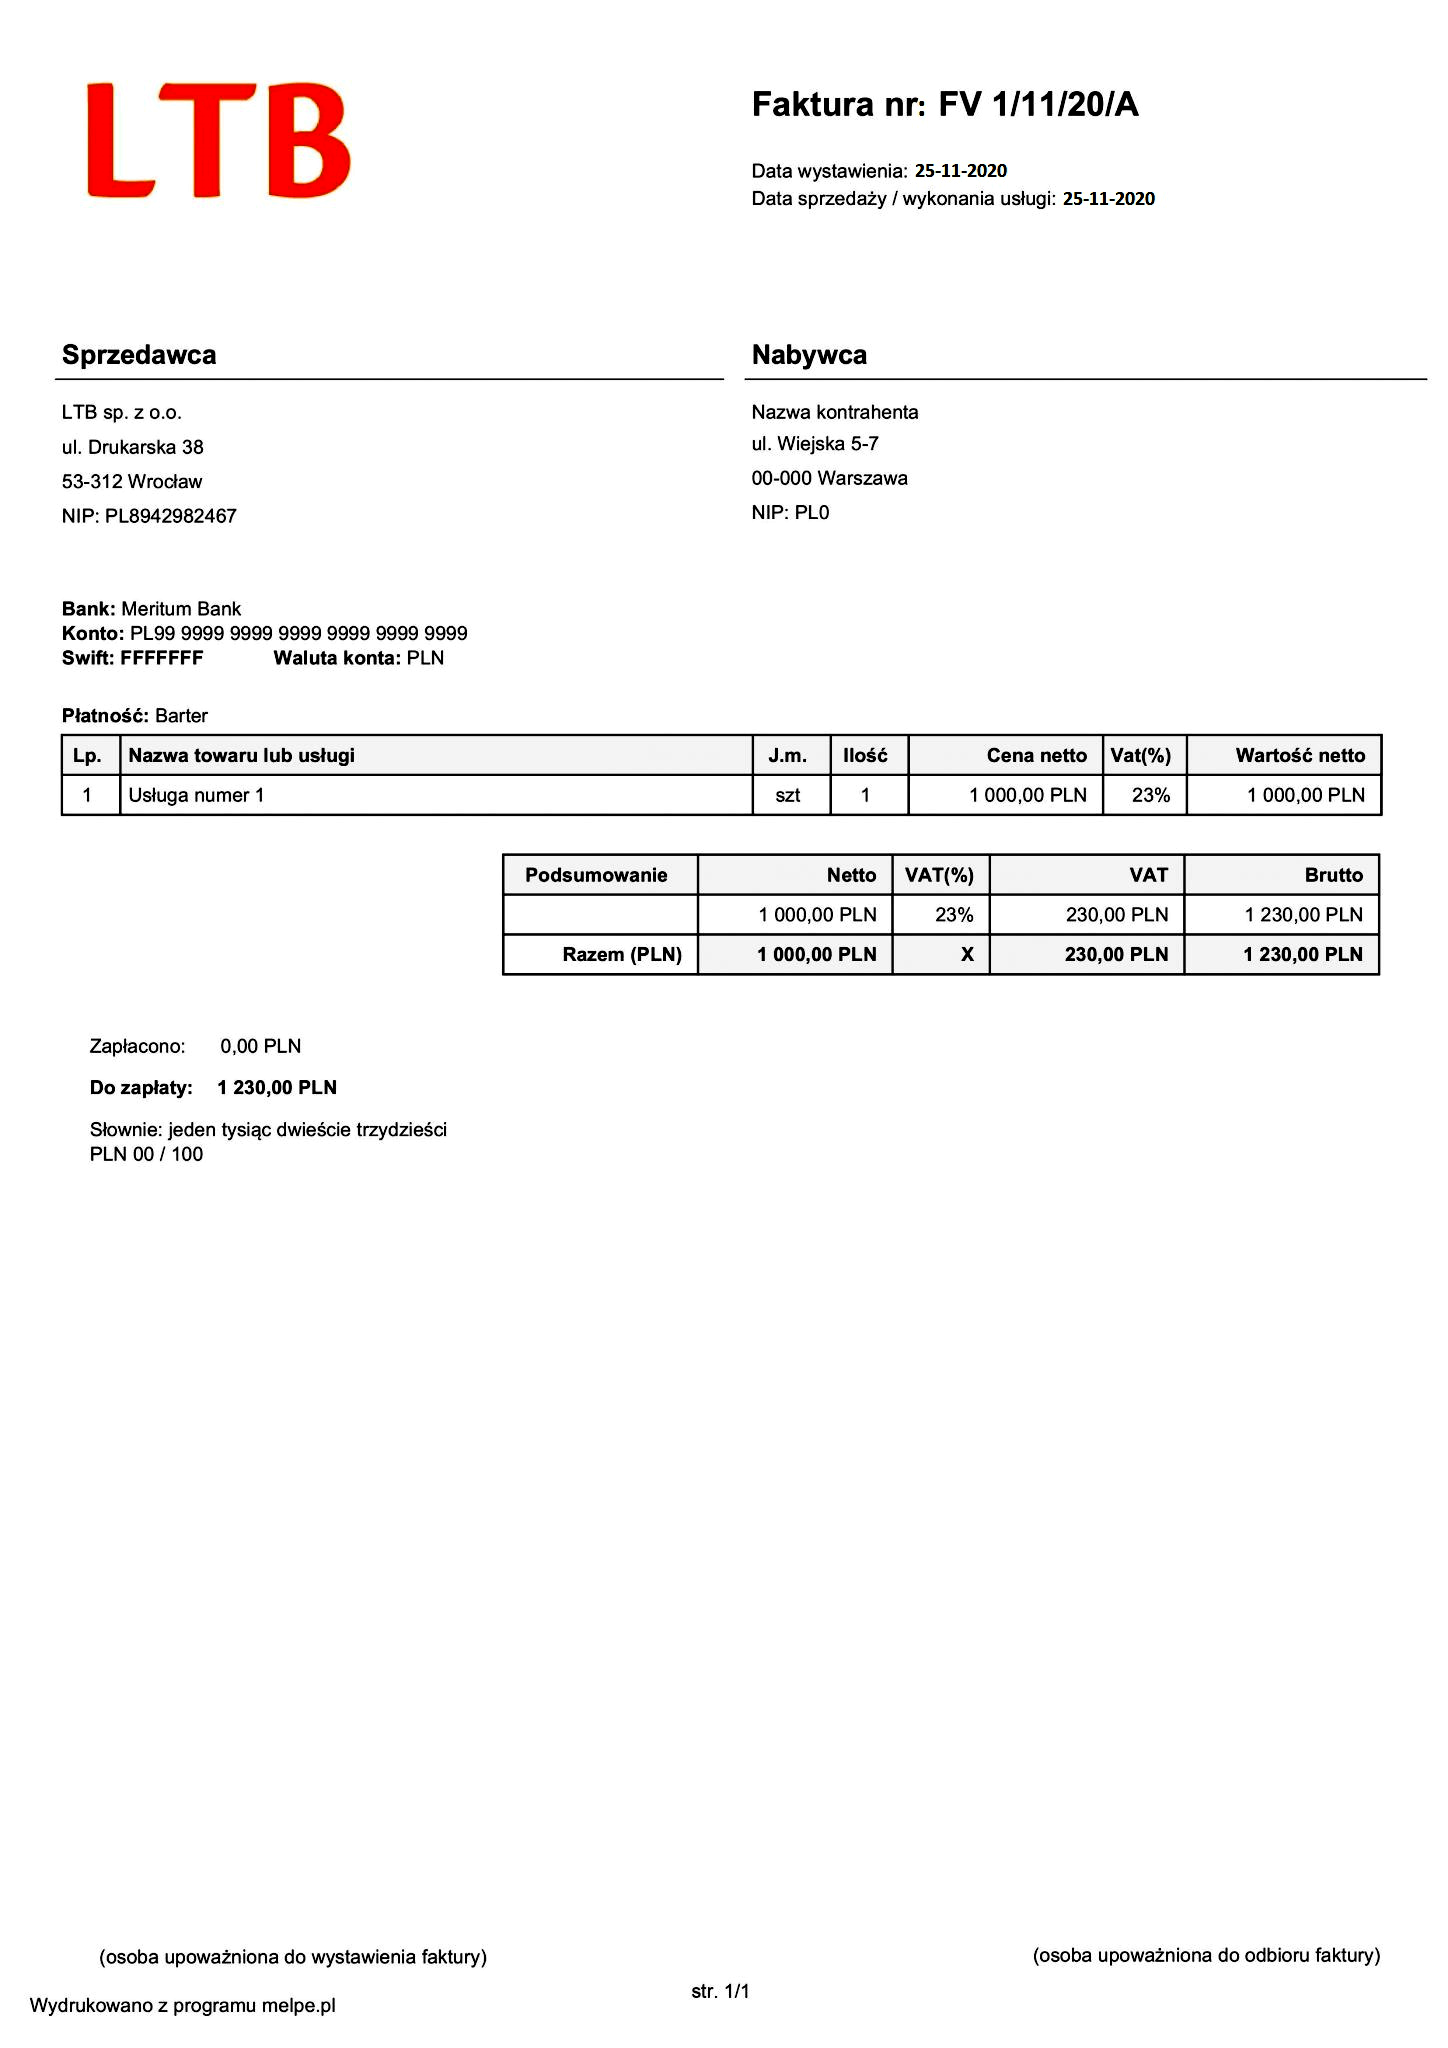 LTB
Faktura nr: FV 1/11/20/A
Data wystawienia: 25-11-2020
Data sprzedaży / wykonania usługi: 25-11-2020
Sprzedawca
LTB sp. z o.o.
ul. Drukarska 38
53-312 Wrocław
NIP: PL8942982467
Nabywca
Nazwa kontrahenta
ul. Wiejska 5-7
00-000 Warszawa
NIP: PL0
Bank: Meritum Bank
Konto: PL99 9999 9999 9999 9999 9999 9999
Swift: FFFFFFF Waluta konta: PLN
Płatność: Barter
Lp. Nazwa towaru lub usługi J.m. Ilość Cena netto Vat(%) Wartość netto
1 Usługa numer 1 szt 1 1 000,00 PLN 23% 1 000,00 PLN
Podsumowanie Netto VAT(%) VAT Brutto
1 000,00 PLN 23% 230,00 PLN 1 230,00 PLN
Razem (PLN) 1 000,00 PLN X 230,00 PLN 1 230,00 PLN
Zapłacono: 0,00 PLN
Do zapłaty: 1 230,00 PLN
Słownie: jeden tysiąc dwieście trzydzieści
PLN 00 / 100
(osoba upoważniona do wystawienia faktury)
(osoba upoważniona do odbioru faktury)
str. 1/1
Wydrukowano z programu melpe.pl